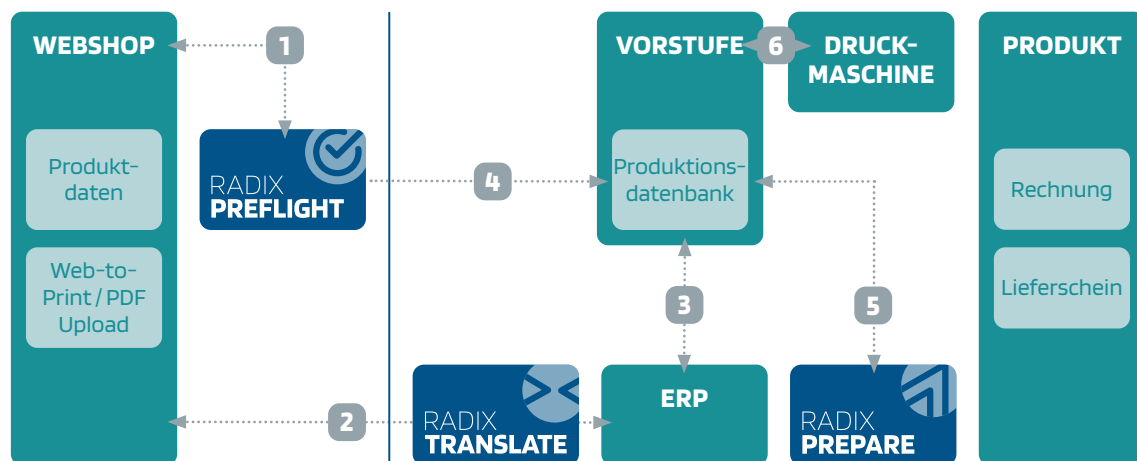 WEBSHOP
Produkt-
daten
Web-to-
Print / PDF
Upload
1
RADIX
PREFLIGHT
2
RADIX
TRANSLATE
4
VORSTUFE
Produktions-
datenbank
3
ERP
6
DRUCK-
MASCHINE
5
RADIX
PREPARE
PRODUKT
Rechnung
Lieferschein